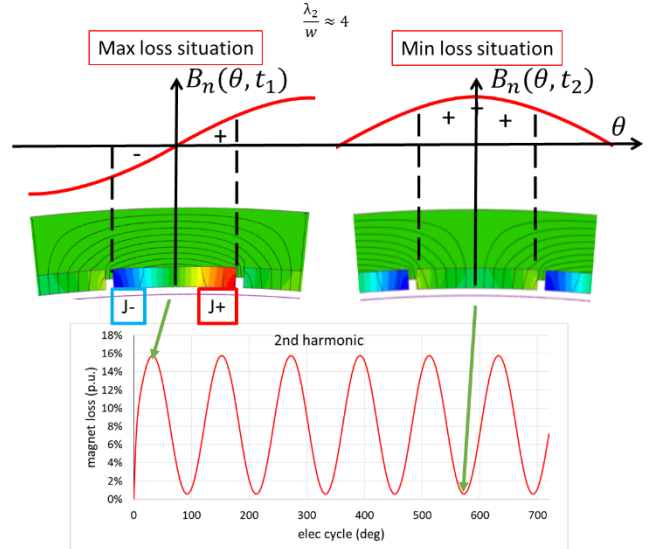 λ₂/w ≈ 4
Max loss situation
Min loss situation
Bₙ(θ, t₁)
Bₙ(θ, t₂)
- +
+ + +
θ
J- J+
2nd harmonic
magnet loss (p.u.)
18%
16%
14%
12%
10%
8%
6%
4%
2%
0%
0 100 200 300 400 500 600 700
elec cycle (deg)